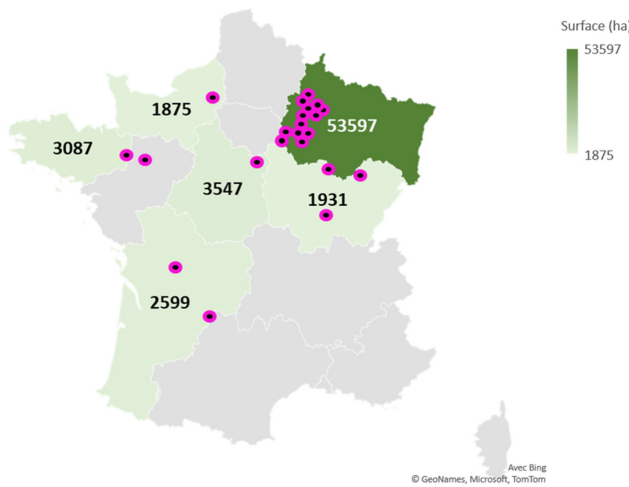 Surface (ha)
53597
1875
1875
53597
3087
3547
1931
2599
Avec Bing
© GeoNames, Microsoft, TomTom